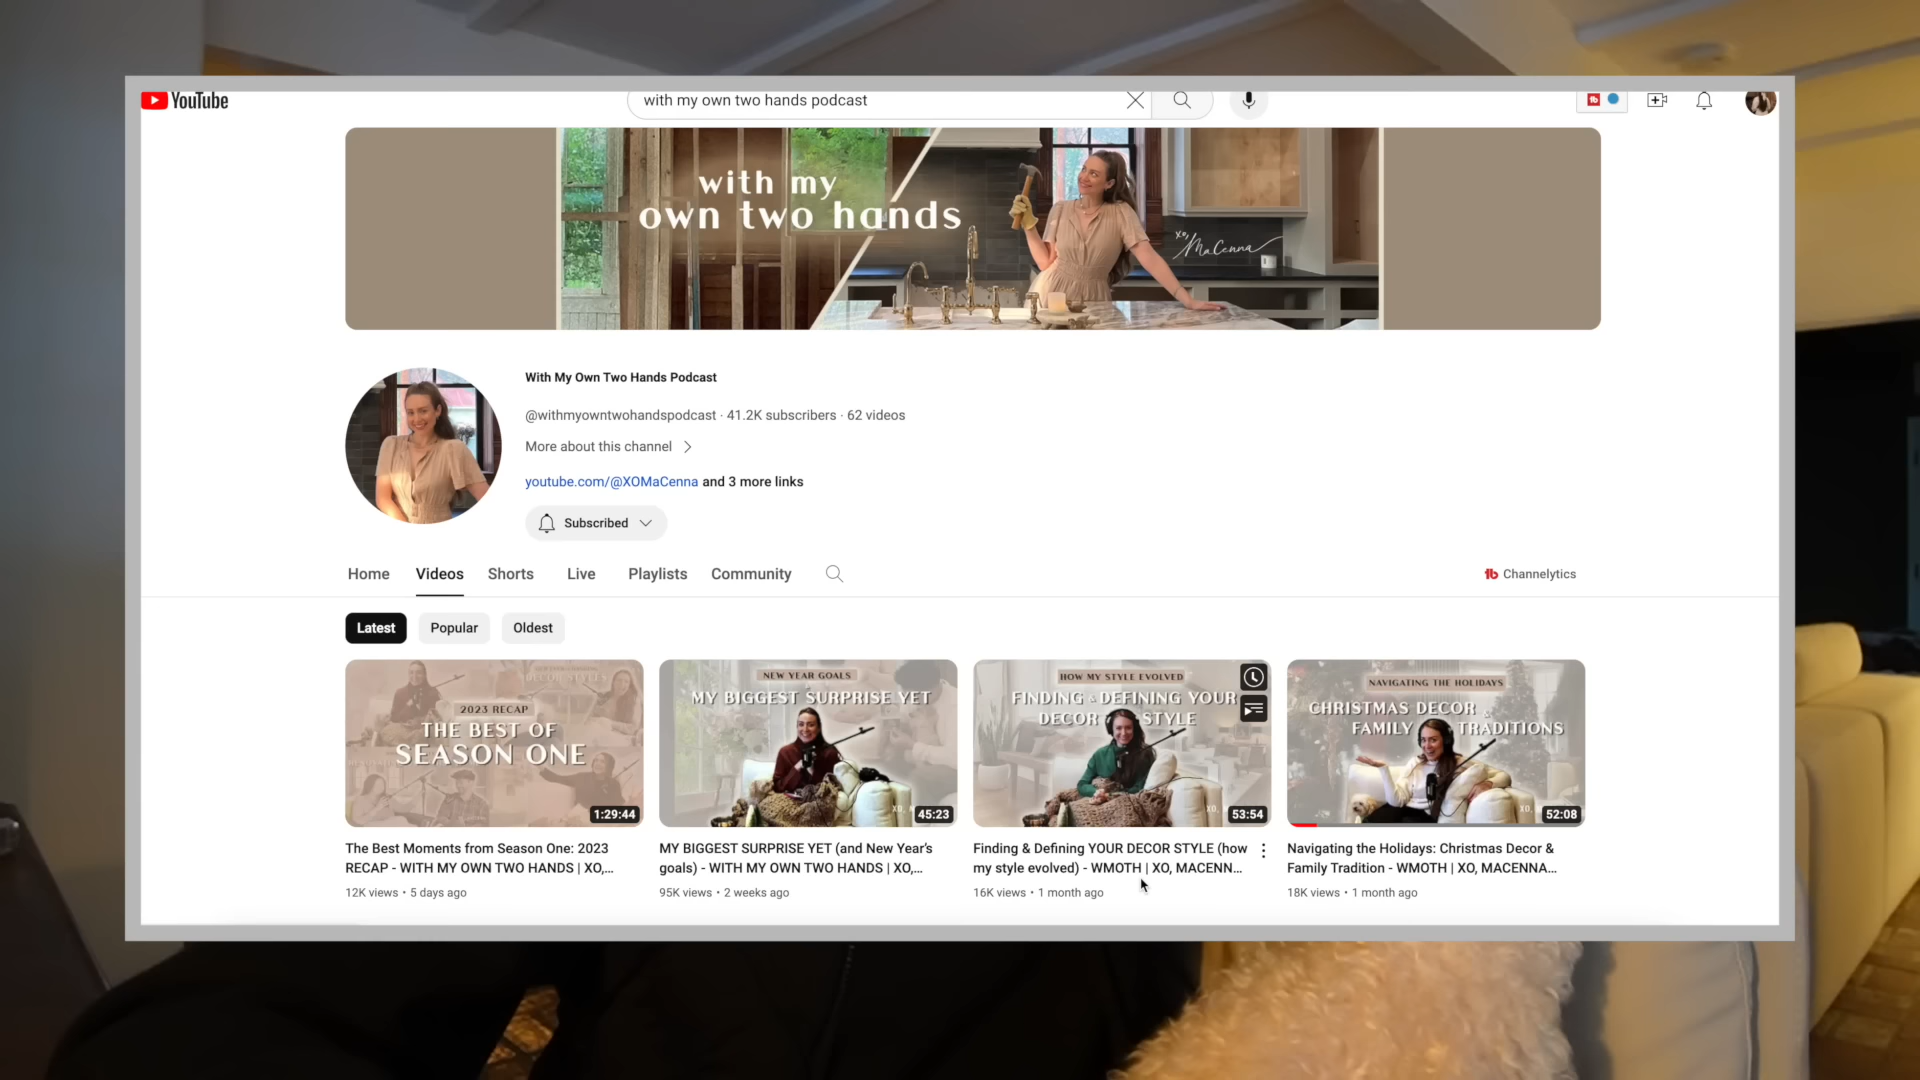 YouTube
with my own two hands podcast
with my
own two hands
xo, MaCenna
With My Own Two Hands Podcast
@withmyowntwohandspodcast · 41.2K subscribers · 62 videos
More about this channel
youtube.com/@XOMaCenna and 3 more links
Subscribed
Home Videos Shorts Live Playlists Community
Channelytics
Latest Popular Oldest
2023 RECAP
THE BEST OF
SEASON ONE
1:29:44
NEW YEAR GOALS
MY BIGGEST SURPRISE YET
XO,
45:23
HOW MY STYLE EVOLVED
FINDING & DEFINING YOUR
DECOR STYLE
XO,
53:54
NAVIGATING THE HOLIDAYS
CHRISTMAS DECOR &
FAMILY TRADITIONS
XO,
52:08
The Best Moments from Season One: 2023
RECAP - WITH MY OWN TWO HANDS | XO,...
12K views • 5 days ago
MY BIGGEST SURPRISE YET (and New Year's
goals) - WITH MY OWN TWO HANDS | XO,...
95K views • 2 weeks ago
Finding & Defining YOUR DECOR STYLE (how
my style evolved) - WMOTH | XO, MACENN...
16K views • 1 month ago
Navigating the Holidays: Christmas Decor &
Family Tradition - WMOTH | XO, MACENNA...
18K views • 1 month ago